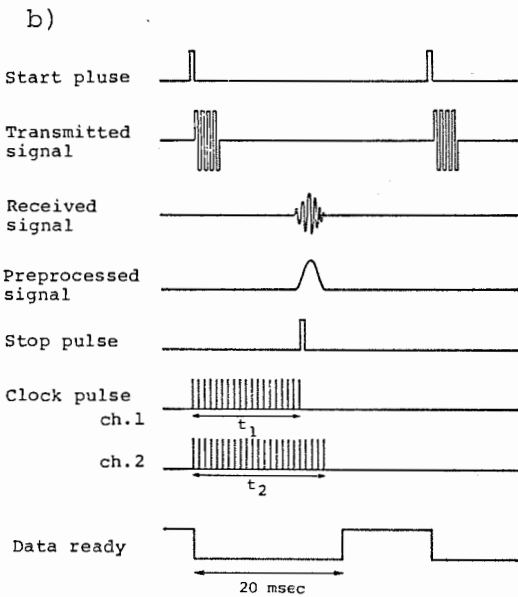 b)
Start pluse
Transmitted
signal
Received
signal
Preprocessed
signal
Stop pulse
Clock pulse
ch.1
t1
ch.2
t2
Data ready
20 msec